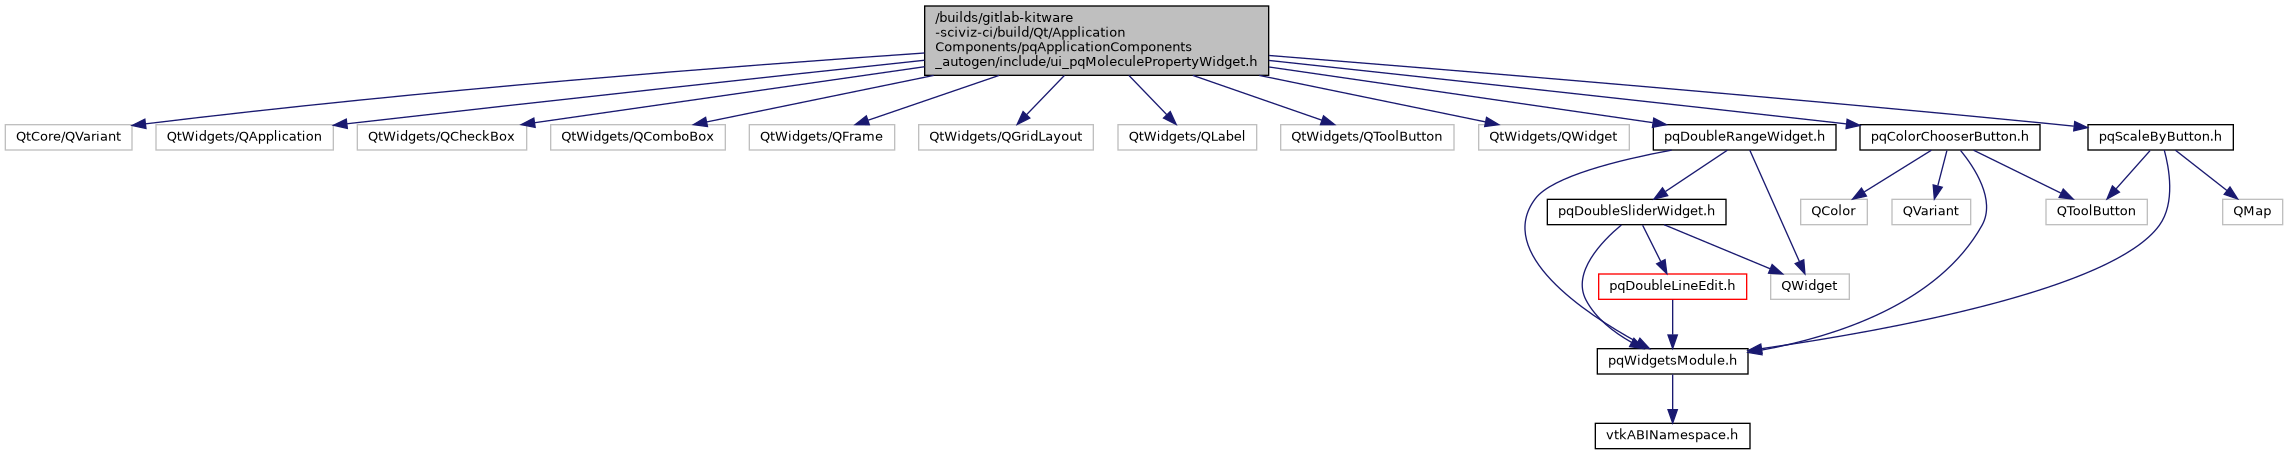 /builds/gitlab-kitware
-sciviz-ci/build/Qt/Application
Components/pqApplicationComponents
_autogen/include/ui_pqMoleculePropertyWidget.h
QtCore/QVariant
QtWidgets/QApplication
QtWidgets/QCheckBox
QtWidgets/QComboBox
QtWidgets/QFrame
QtWidgets/QGridLayout
QtWidgets/QLabel
QtWidgets/QToolButton
QtWidgets/QWidget
pqDoubleRangeWidget.h
pqColorChooserButton.h
pqScaleByButton.h
pqDoubleSliderWidget.h
QColor
QVariant
QToolButton
QMap
pqDoubleLineEdit.h
QWidget
pqWidgetsModule.h
vtkABINamespace.h